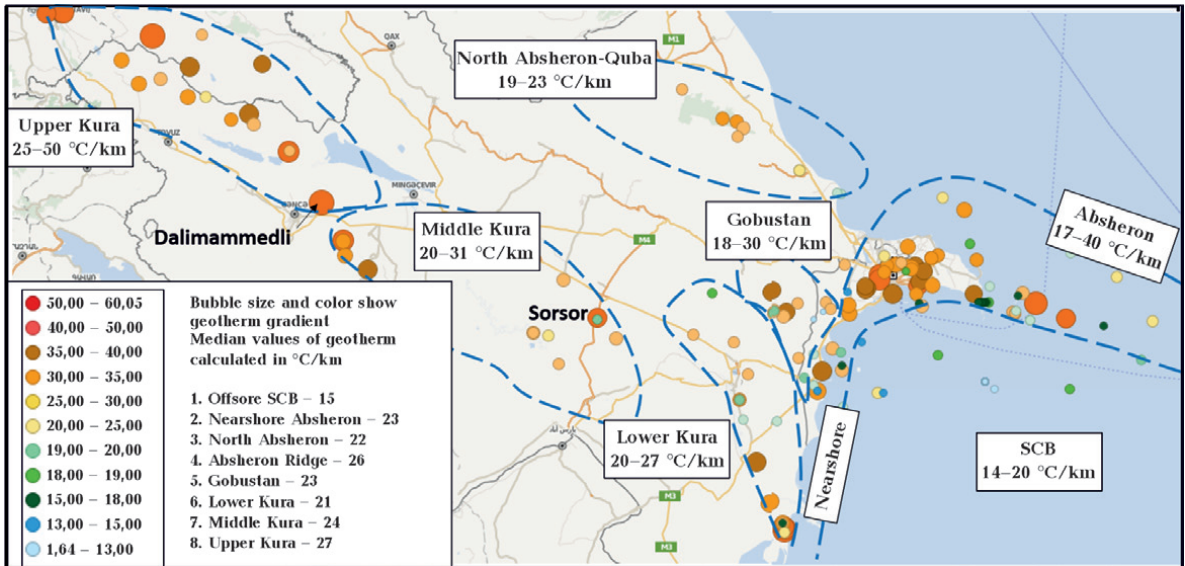 QAX
M1
North Absheron-Quba
19–23 °C/km
Upper Kura
25–50 °C/km
MINGƏÇEVIR
Dalimammedli
Middle Kura
20–31 °C/km
M4
Gobustan
18–30 °C/km
Absheron
17–40 °C/km
Sorsor
50,00 – 60,05
40,00 – 50,00
35,00 – 40,00
30,00 – 35,00
25,00 – 30,00
20,00 – 25,00
19,00 – 20,00
18,00 – 19,00
15,00 – 18,00
13,00 – 15,00
1,64 – 13,00
Bubble size and color show
geotherm gradient
Median values of geotherm
calculated in °C/km
1. Offsore SCB – 15
2. Nearshore Absheron – 23
3. North Absheron – 22
4. Absheron Ridge – 26
5. Gobustan – 23
6. Lower Kura – 21
7. Middle Kura – 24
8. Upper Kura – 27
Lower Kura
20–27 °C/km
Nearshore
SCB
14–20 °C/km
M3
M3